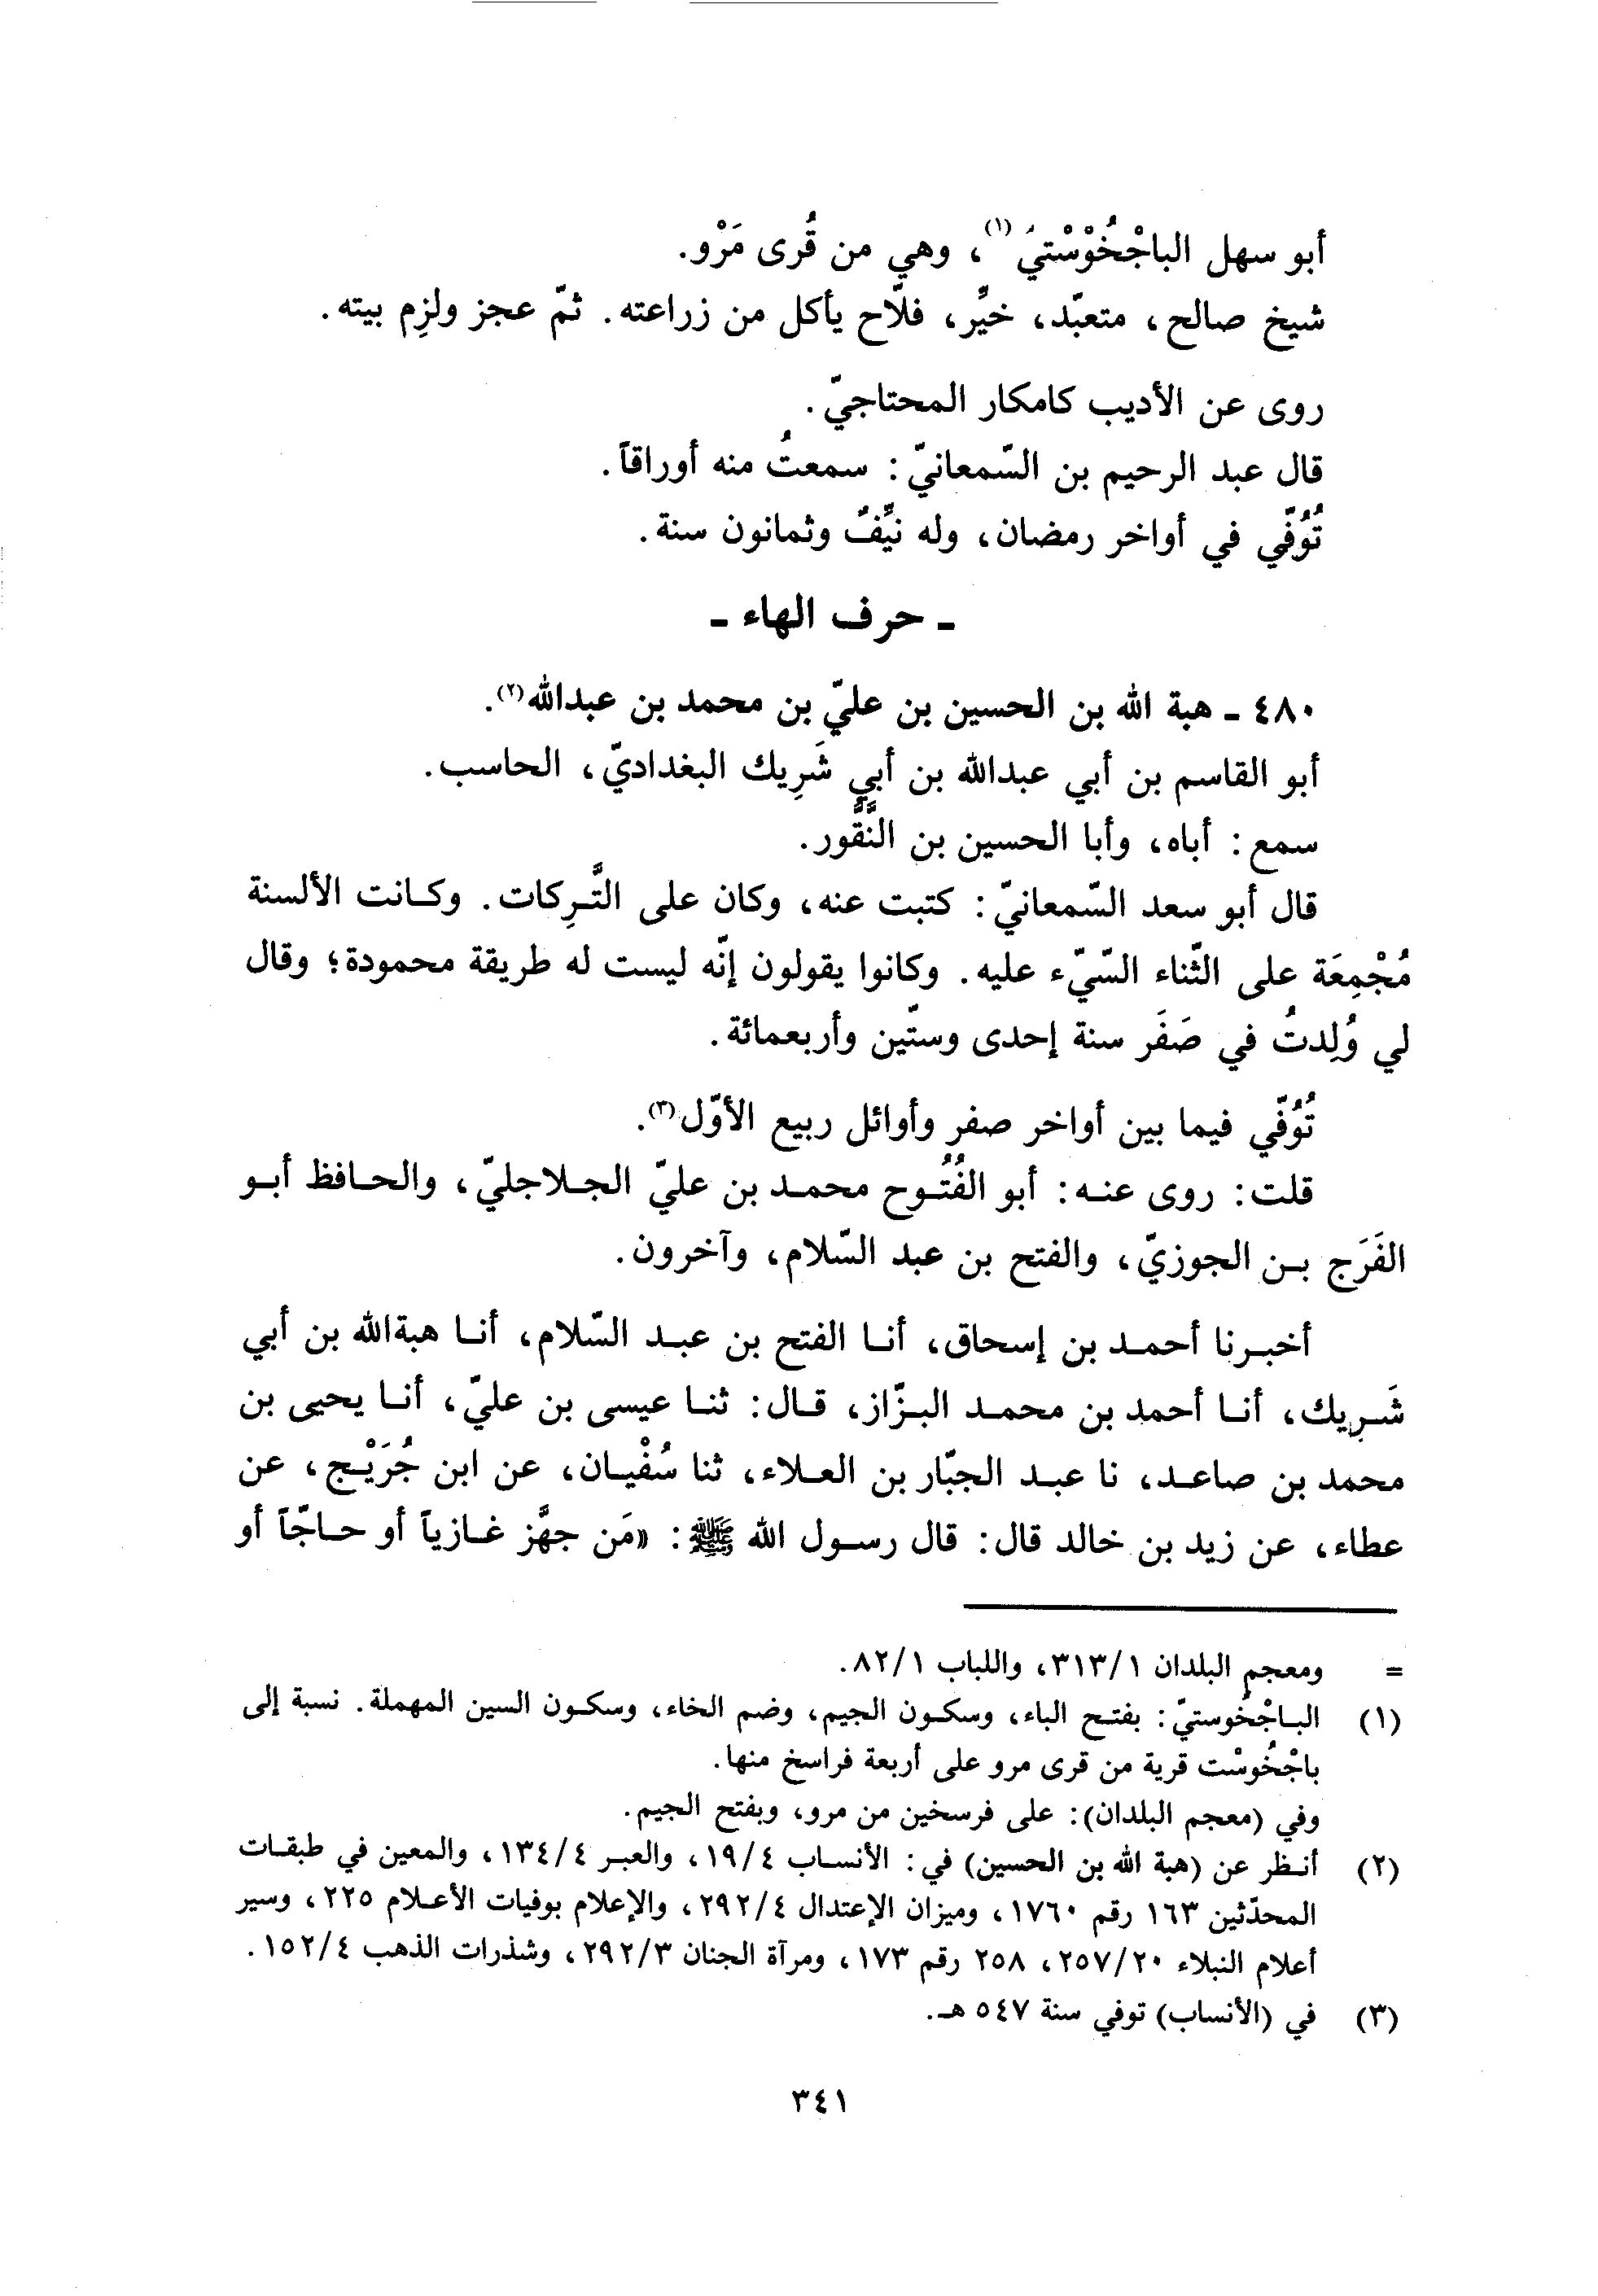 أبو سهل الباجْخُوْستيّ(١)، وهي من قُرى مَرْو.
شيخ صالح، متعبّد، خيِّر، فلّاح يأكل من زراعته. ثمّ عجز ولزِم بيته.
روى عن الأديب كامكار المحتاجيّ.
قال عبد الرحيم بن السّمعانيّ: سمعتُ منه أوراقاً.
تُوُفّي في أواخر رمضان، وله نيِّفٌ وثمانون سنة.
ـ حرف الهاء ـ
٤٨٠ ـ هبة الله بن الحسين بن عليّ بن محمد بن عبدالله(٢).
أبو القاسم بن أبي عبدالله بن أبي شَرِيك البغداديّ، الحاسب.
سمع: أباه، وأبا الحسين بن النَّقُّور.
قال أبو سعد السّمعانيّ: كتبت عنه، وكان على التَّرِكات. وكانت الألسنة
مُجْمِعَة على الثّناء السّيّء عليه. وكانوا يقولون إنّه ليست له طريقة محمودة؛ وقال
لي وُلِدتُ في صَفَر سنة إحدى وستّين وأربعمائة.
تُوُفّي فيما بين أواخر صفر وأوائل ربيع الأوّل(٣).
قلت: روى عنه: أبو الفُتُوح محمد بن عليّ الجلاجليّ، والحافظ أبو
الفَرَج بن الجوزيّ، والفتح بن عبد السّلام، وآخرون.
أخبرنا أحمد بن إسحاق، أنا الفتح بن عبد السّلام، أنا هبةالله بن أبي
شَرِيك، أنا أحمد بن محمد البزّاز، قال: ثنا عيسى بن عليّ، أنا يحيى بن
محمد بن صاعد، نا عبد الجبّار بن العلاء، ثنا سُفْيان، عن ابن جُرَيْج، عن
عطاء، عن زيد بن خالد قال: قال رسول الله ﷺ: «مَن جهَّز غازياً أو حاجّاً أو
= ومعجم البلدان ٣١٣/١، واللباب ٨٢/١.
(١) الباجْخُوستيّ: بفتح الباء، وسكون الجيم، وضم الخاء، وسكون السين المهملة. نسبة إلى
باجْخُوسْت قرية من قرى مرو على أربعة فراسخ منها.
وفي (معجم البلدان): على فرسخين من مرو، وبفتح الجيم.
(٢) أنظر عن (هبة الله بن الحسين) في: الأنساب ١٩/٤، والعبر ١٣٤/٤، والمعين في طبقات
المحدّثين ١٦٣ رقم ١٧٦٠، وميزان الإعتدال ٢٩٢/٤، والإعلام بوفيات الأعلام ٢٢٥، وسير
أعلام النبلاء ٢٥٧/٢٠، ٢٥٨ رقم ١٧٣، ومرآة الجنان ٢٩٢/٣، وشذرات الذهب ١٥٢/٤.
(٣) في (الأنساب) توفي سنة ٥٤٧ هـ.
٣٤١